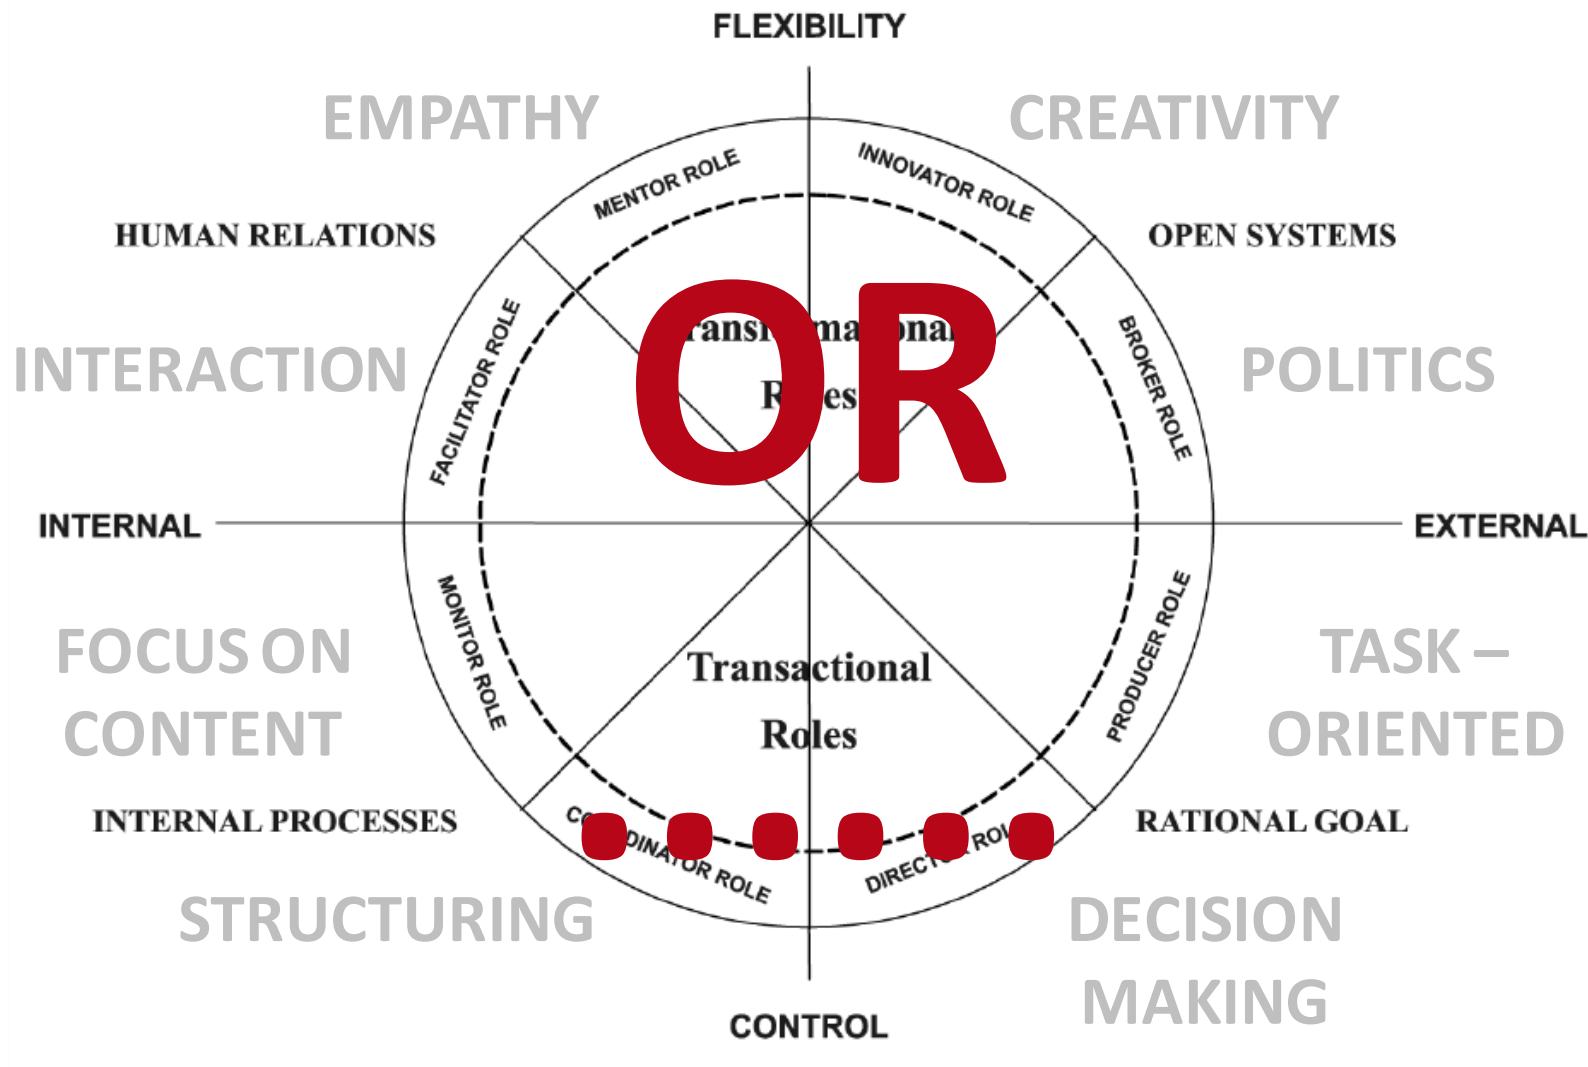 FLEXIBILITY
EMPATHY
CREATIVITY
MENTOR ROLE
INNOVATOR ROLE
HUMAN RELATIONS
OPEN SYSTEMS
OR
FACILITATOR ROLE
BROKER ROLE
INTERACTION
POLITICS
INTERNAL
EXTERNAL
MONITOR ROLE
PRODUCER ROLE
FOCUS ON
CONTENT
TASK –
ORIENTED
Transactional
Roles
INTERNAL PROCESSES
RATIONAL GOAL
......
ROLE
STRUCTURING
DECISION
MAKING
CONTROL